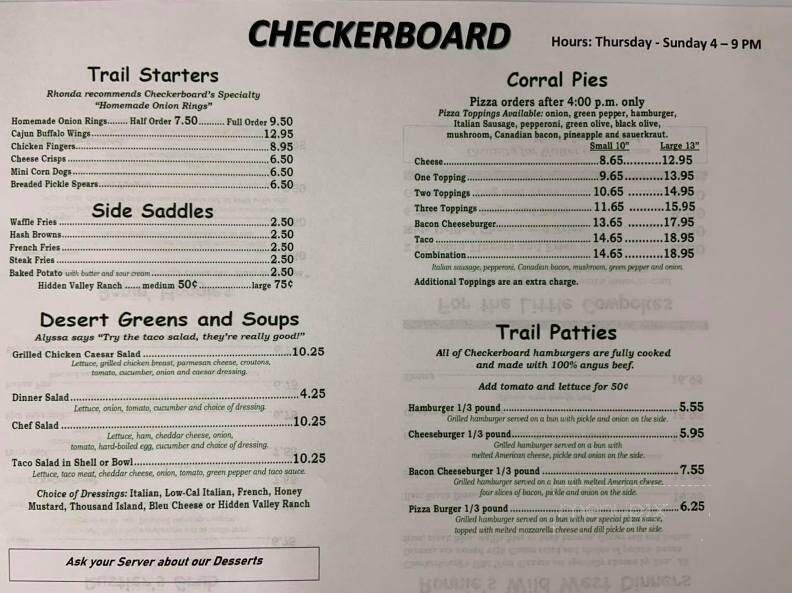 CHECKERBOARD
Hours: Thursday - Sunday 4 – 9 PM
Trail Starters
Rhonda recommends Checkerboard's Specialty
"Homemade Onion Rings"
Homemade Onion Rings........ Half Order 7.50.......... Full Order 9.50
Cajun Buffalo Wings..........12.95
Chicken Fingers..........8.95
Cheese Crisps..........6.50
Mini Corn Dogs..........6.50
Breaded Pickle Spears..........6.50
Side Saddles
Waffle Fries..........2.50
Hash Browns..........2.50
French Fries..........2.50
Steak Fries..........2.50
Baked Potato with butter and sour cream..........2.50
Hidden Valley Ranch ...... medium 50¢..........large 75¢
Desert Greens and Soups
Alyssa says "Try the taco salad, they're really good!"
Grilled Chicken Caesar Salad..........10.25
Lettuce, grilled chicken breast, parmesan cheese, croutons,
tomato, cucumber, onion and caesar dressing.
Dinner Salad..........4.25
Lettuce, onion, tomato, cucumber and choice of dressing.
Chef Salad..........10.25
Lettuce, ham, cheddar cheese, onion,
tomato, hard-boiled egg, cucumber and choice of dressing.
Taco Salad in Shell or Bowl..........10.25
Lettuce, taco meat, cheddar cheese, onion, tomato, green pepper and taco sauce.
Choice of Dressings: Italian, Low-Cal Italian, French, Honey
Mustard, Thousand Island, Bleu Cheese or Hidden Valley Ranch
Ask your Server about our Desserts
Corral Pies
Pizza orders after 4:00 p.m. only
Pizza Toppings Available: onion, green pepper, hamburger,
Italian Sausage, pepperoni, green olive, black olive,
mushroom, Canadian bacon, pineapple and sauerkraut.
Small 10" Large 13"
Cheese..........8.65..........12.95
One Topping..........9.65..........13.95
Two Toppings..........10.65..........14.95
Three Toppings..........11.65..........15.95
Bacon Cheeseburger..........13.65..........17.95
Taco..........14.65..........18.95
Combination..........14.65..........18.95
Italian sausage, pepperoni, Canadian bacon, mushroom, green pepper and onion.
Additional Toppings are an extra charge.
Trail Patties
All of Checkerboard hamburgers are fully cooked
and made with 100% angus beef.
Add tomato and lettuce for 50¢
Hamburger 1/3 pound..........5.55
Grilled hamburger served on a bun with pickle and onion on the side.
Cheeseburger 1/3 pound..........5.95
Grilled hamburger served on a bun with
melted American cheese, pickle and onion on the side.
Bacon Cheeseburger 1/3 pound..........7.55
Grilled hamburger served on a bun with melted American cheese,
four slices of bacon, pickle and onion on the side.
Pizza Burger 1/3 pound..........6.25
Grilled hamburger served on a bun with our special pizza sauce,
topped with melted mozzarella cheese and dill pickle on the side.